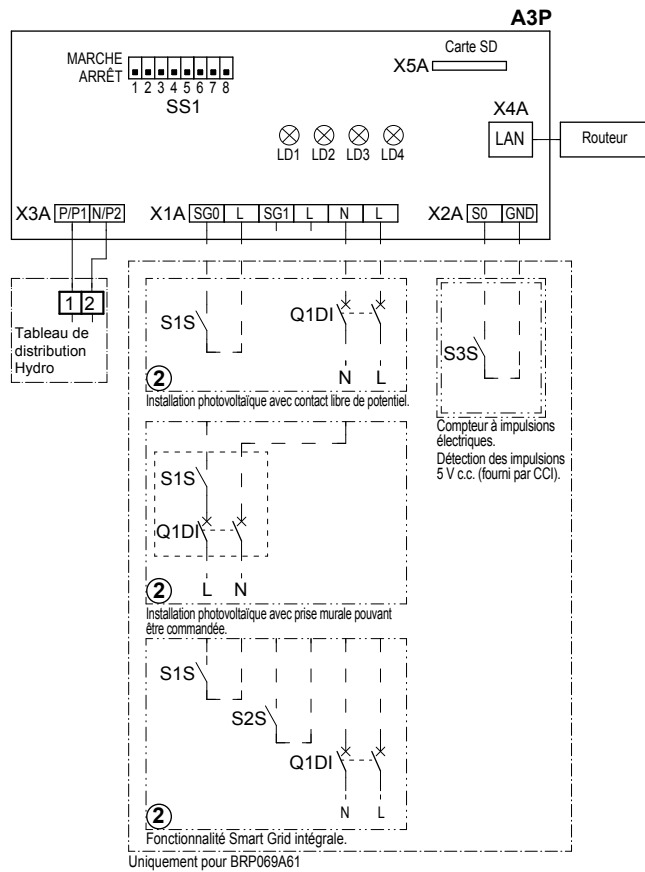 A3P
MARCHE
ARRÊT
1 2 3 4 5 6 7 8
SS1
Carte SD
X5A
X4A
LAN
Routeur
LD1 LD2 LD3 LD4
X3A P/P1 N/P2
X1A SG0 L SG1 L N L
X2A S0 GND
1 2
Tableau de
distribution
Hydro
S1S
Q1DI
N L
2
Installation photovoltaïque avec contact libre de potentiel.
S3S
Compteur à impulsions
électriques.
Détection des impulsions
5 V c.c. (fourni par CCI).
S1S
Q1DI
L N
2
Installation photovoltaïque avec prise murale pouvant
être commandée.
S1S
S2S
Q1DI
N L
2
Fonctionnalité Smart Grid intégrale.
Uniquement pour BRP069A61